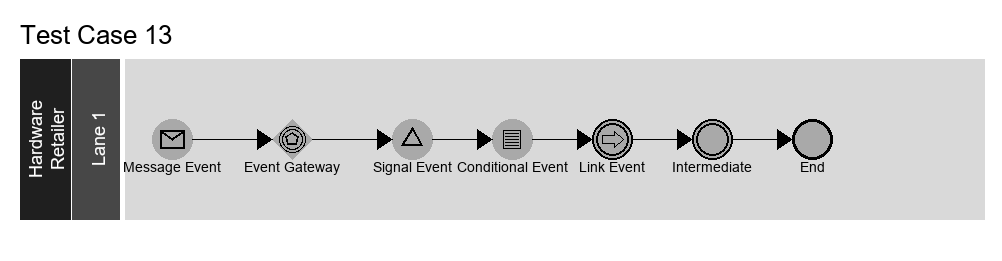 Test Case 13
Hardware
Retailer
Lane 1
Message Event
Event Gateway
Signal Event
Conditional Event
Link Event
Intermediate
End